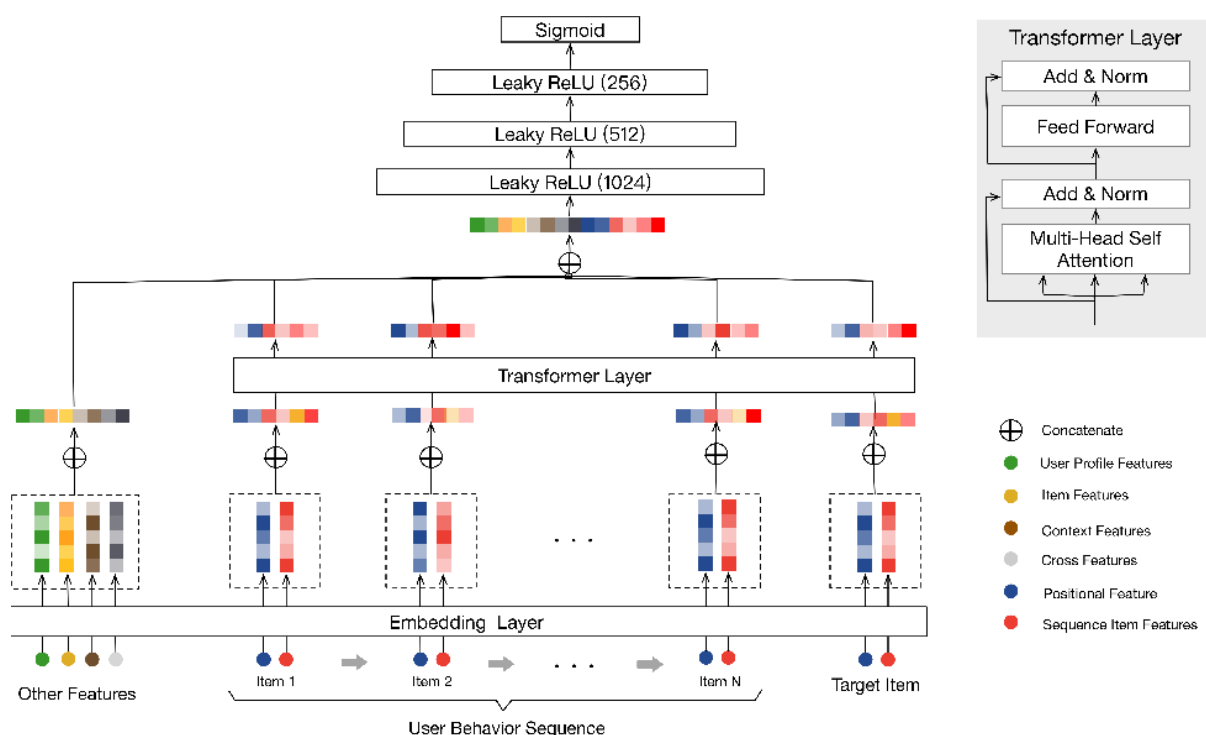 Sigmoid
Leaky ReLU (256)
Leaky ReLU (512)
Leaky ReLU (1024)
Transformer Layer
Embedding Layer
Other Features
Item 1
Item 2
. . .
Item N
Target Item
User Behavior Sequence
Transformer Layer
Add & Norm
Feed Forward
Add & Norm
Multi-Head Self
Attention
Concatenate
User Profile Features
Item Features
Context Features
Cross Features
Positional Feature
Sequence Item Features